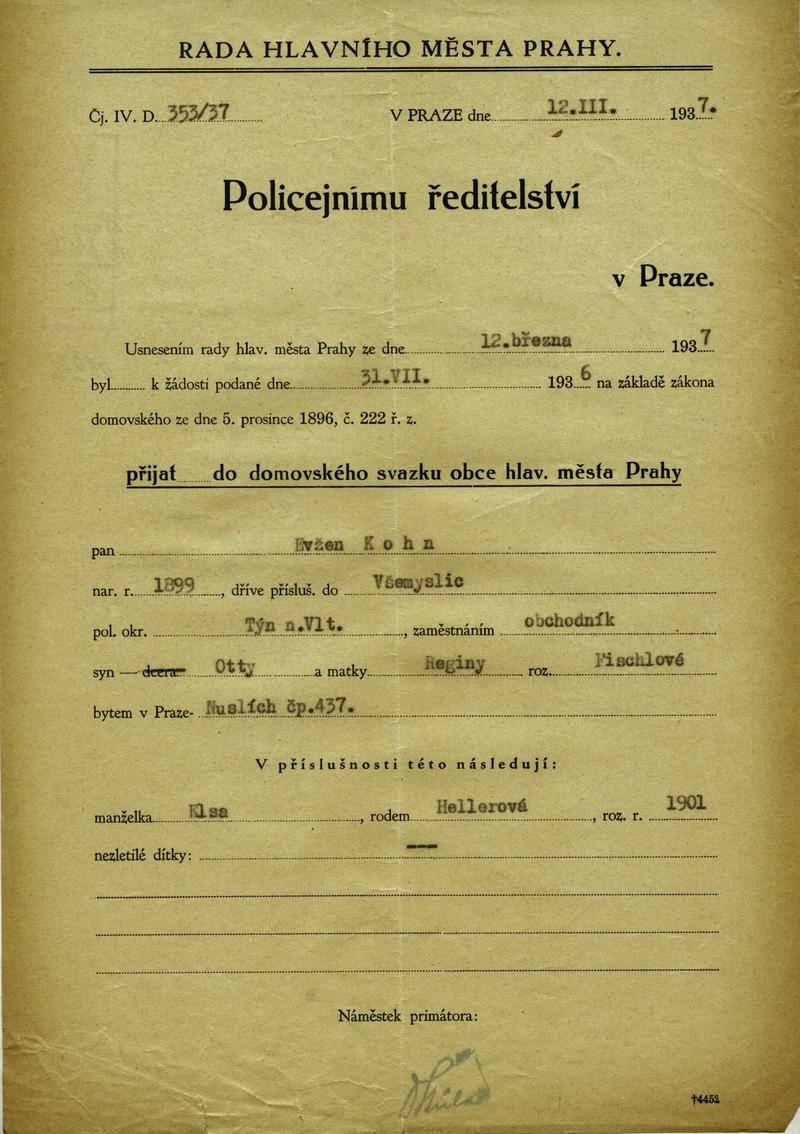 RADA HLAVNÍHO MĚSTA PRAHY.
Čj. IV. D. 353/37 V PRAZE dne 12.III. 1937.
Policejnímu ředitelství
v Praze.
Usnesením rady hlav. města Prahy ze dne 12.března 1937
byl k žádosti podané dne 31.VII. 1936 na základě zákona
domovského ze dne 5. prosince 1896, č. 222 ř. z.
přijat do domovského svazku obce hlav. města Prahy
pan Evžen Kohn
nar. r. 1899, dříve přísluš. do Všemyslic
pol. okr. Týn n.Vlt., zaměstnáním obchodník
syn — dcera Otty a matky Reginy roz. Fischlové
bytem v Praze- Nuslích čp.437.
V příslušnosti této následují:
manželka Elsa, rodem Hellerová, roz. r. 1901
nezletilé dítky: —
Náměstek primátora:
†4452